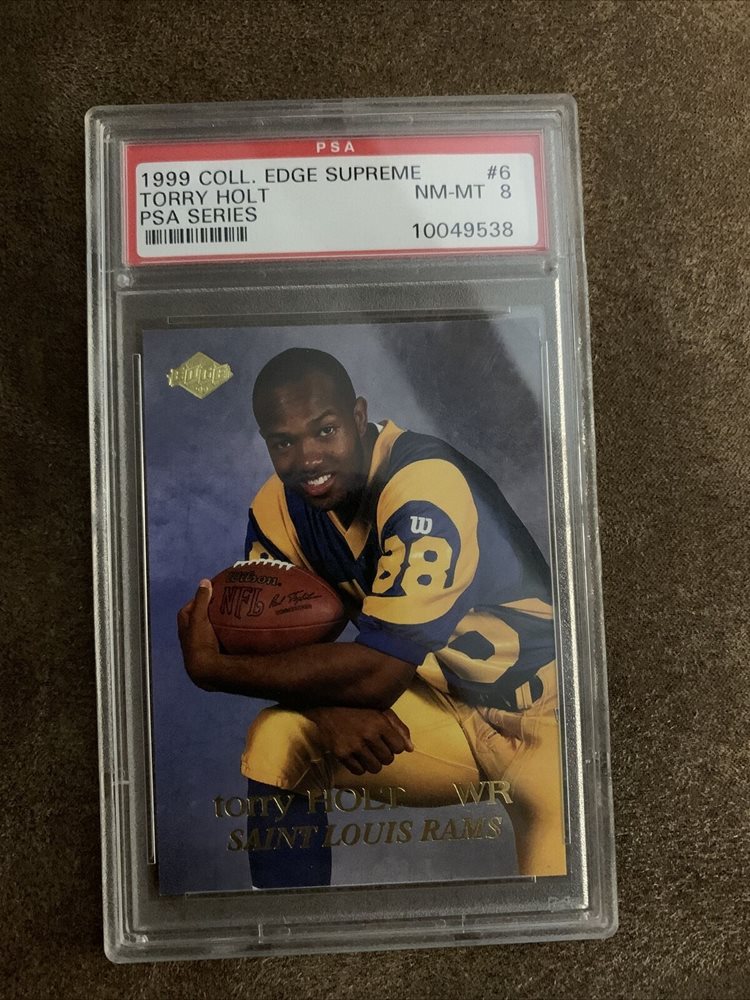 PSA
1999 COLL. EDGE SUPREME #6
TORRY HOLT NM-MT 8
PSA SERIES
10049538
EDGE
W
88
Wilson
NFL
torry HOLT WR
SAINT LOUIS RAMS